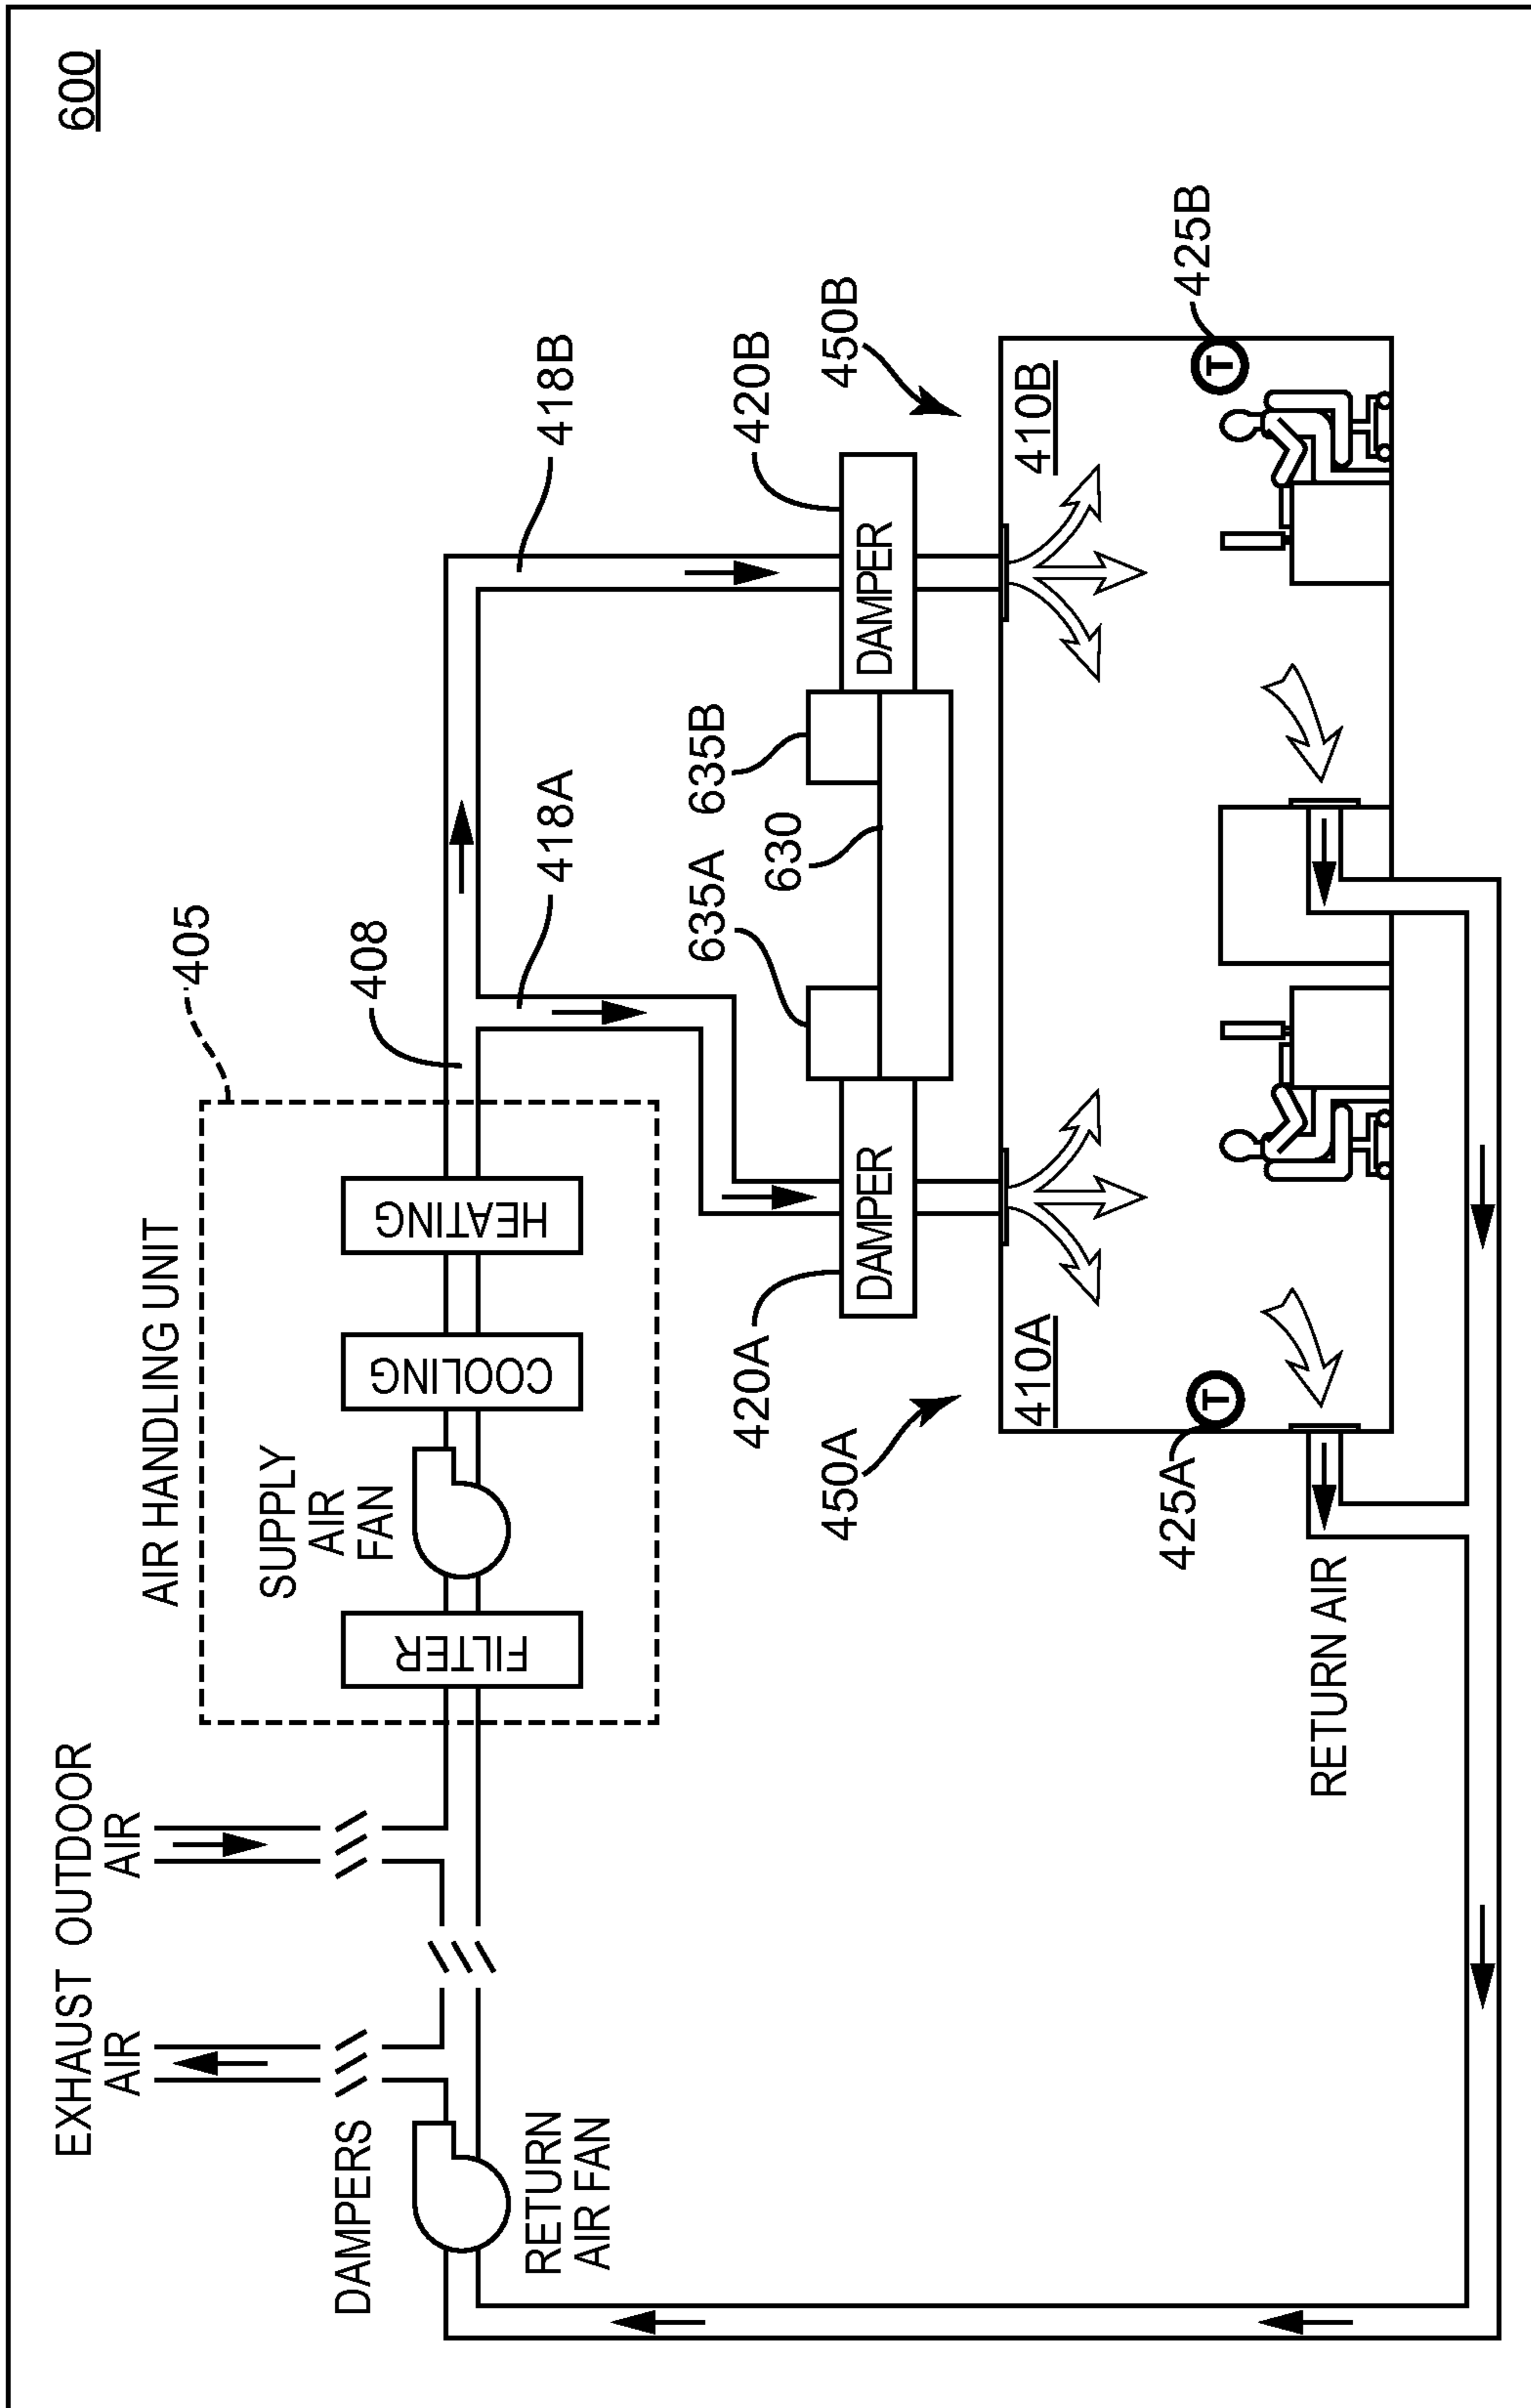 600
EXHAUST OUTDOOR
AIR
AIR
AIR HANDLING UNIT
405
SUPPLY
AIR
FAN
DAMPERS
FILTER
COOLING
HEATING
408
RETURN
AIR FAN
418A
418B
635A
635B
420A
420B
630
DAMPER
DAMPER
450A
450B
410A
410B
425A
T
T
425B
RETURN AIR